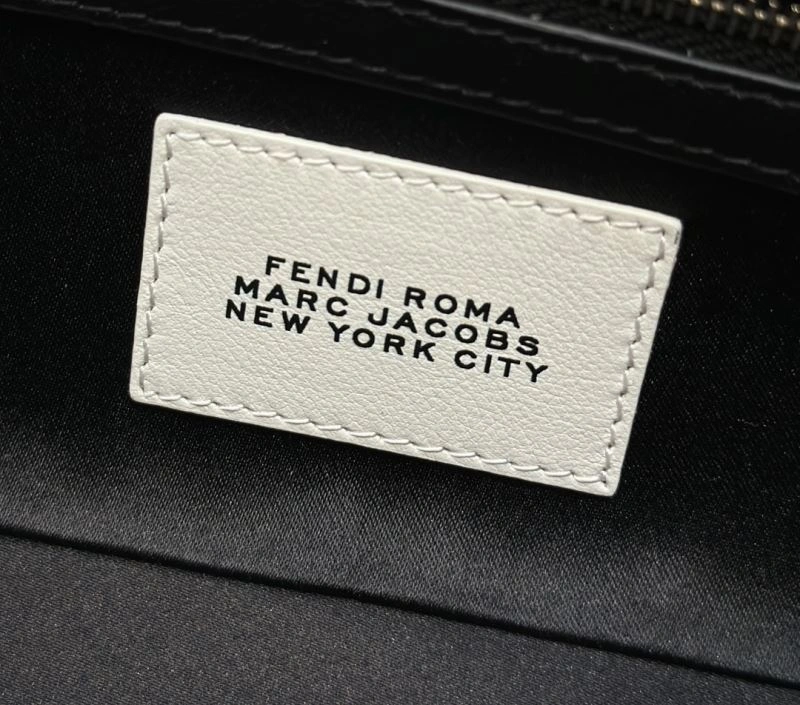 FENDI ROMA
MARC JACOBS
NEW YORK CITY